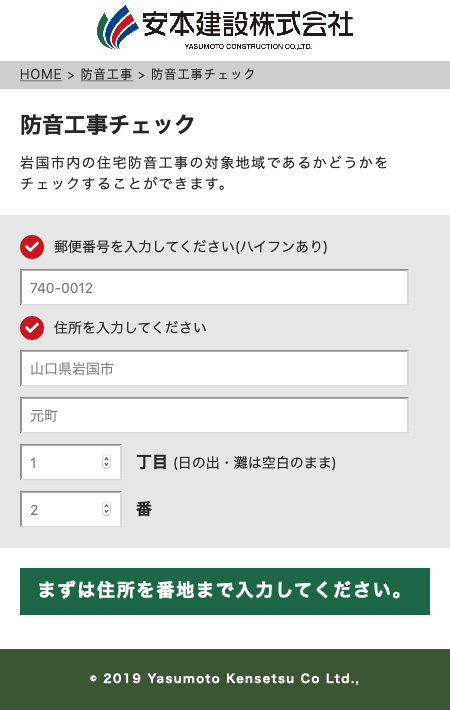 安本建設株式会社
YASUMOTO CONSTRUCTION CO.,LTD.
HOME > 防音工事 > 防音工事チェック
防音工事チェック
岩国市内の住宅防音工事の対象地域であるかどうかを
チェックすることができます。
郵便番号を入力してください(ハイフンあり)
740-0012
住所を入力してください
山口県岩国市
元町
1 丁目 (日の出・灘は空白のまま)
2 番
まずは住所を番地まで入力してください。
© 2019 Yasumoto Kensetsu Co Ltd.,